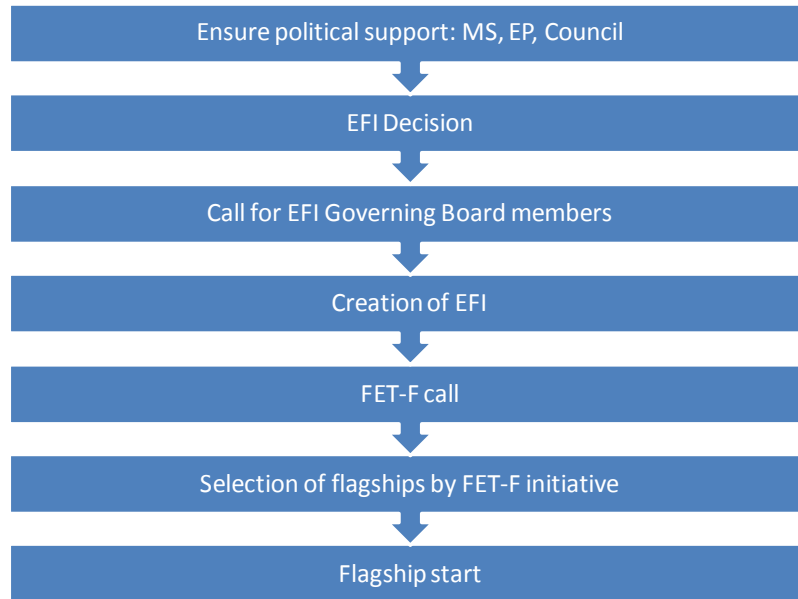 Ensure political support: MS, EP, Council
EFI Decision
Call for EFI Governing Board members
Creation of EFI
FET-F call
Selection of flagships by FET-F initiative
Flagship start